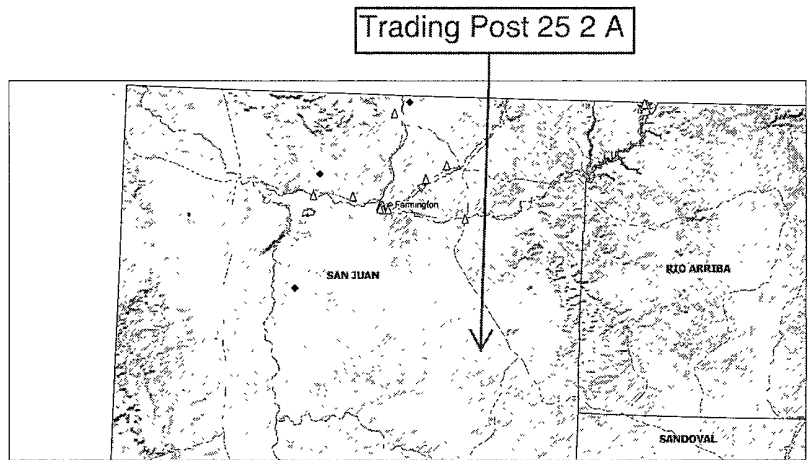 Trading Post 25 2 A
Farmington
SAN JUAN
RIO ARRIBA
SANDOVAL